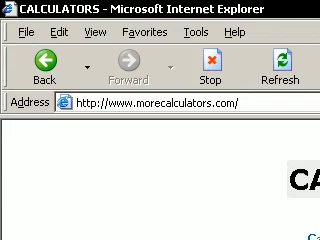 CALCULATORS - Microsoft Internet Explorer
File Edit View Favorites Tools Help
Back Forward Stop Refresh
Address http://www.morecalculators.com/
CA
Ca